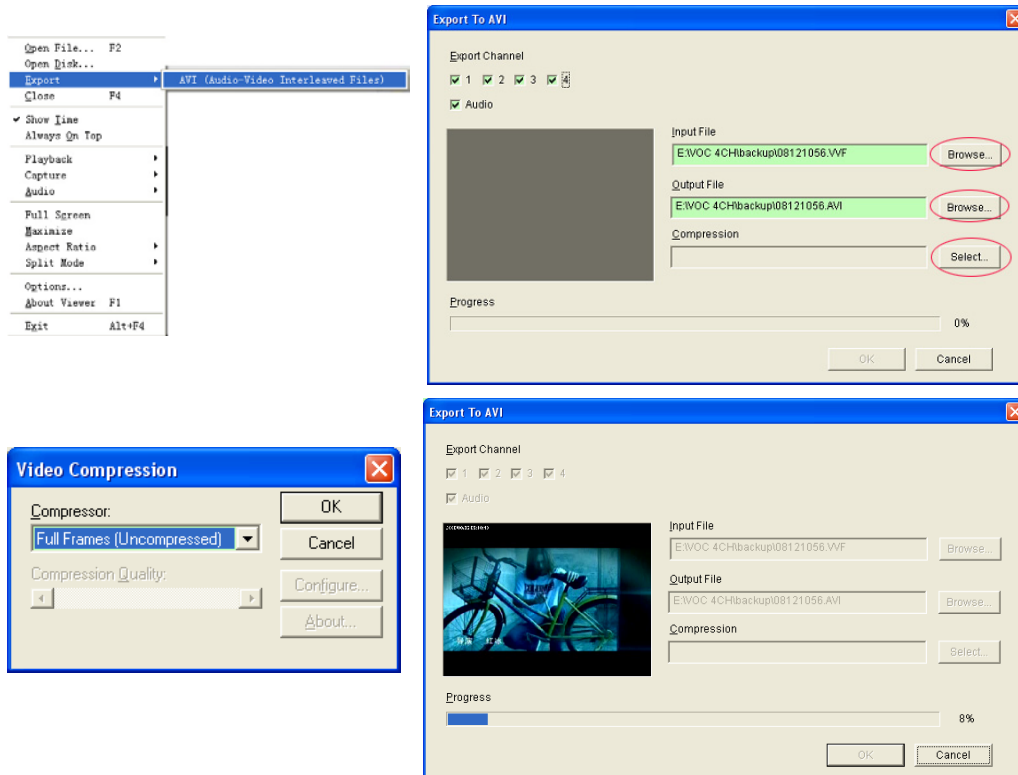 Open File... F2
Open Disk...
Export
AVI (Audio-Video Interleaved Files)
Close F4
Show Time
Always On Top
Playback
Capture
Audio
Full Sgreen
Maximize
Aspect Ratio
Split Mode
Options...
About Viewer F1
Exit Alt+F4
Export To AVI
Export Channel
1 2 3 4
Audio
Input File
E:\VOC 4CH\backup\08121056.VVF
Browse...
Output File
E:\VOC 4CH\backup\08121056.AVI
Browse...
Compression
Select...
Progress
0%
OK Cancel
Video Compression
Compressor:
Full Frames (Uncompressed)
Compression Quality:
OK
Cancel
Configure...
About...
Export To AVI
Export Channel
1 2 3 4
Audio
Input File
E:\VOC 4CH\backup\08121056.VVF
Browse...
Output File
E:\VOC 4CH\backup\08121056.AVI
Browse...
Compression
Select...
Progress
8%
OK Cancel